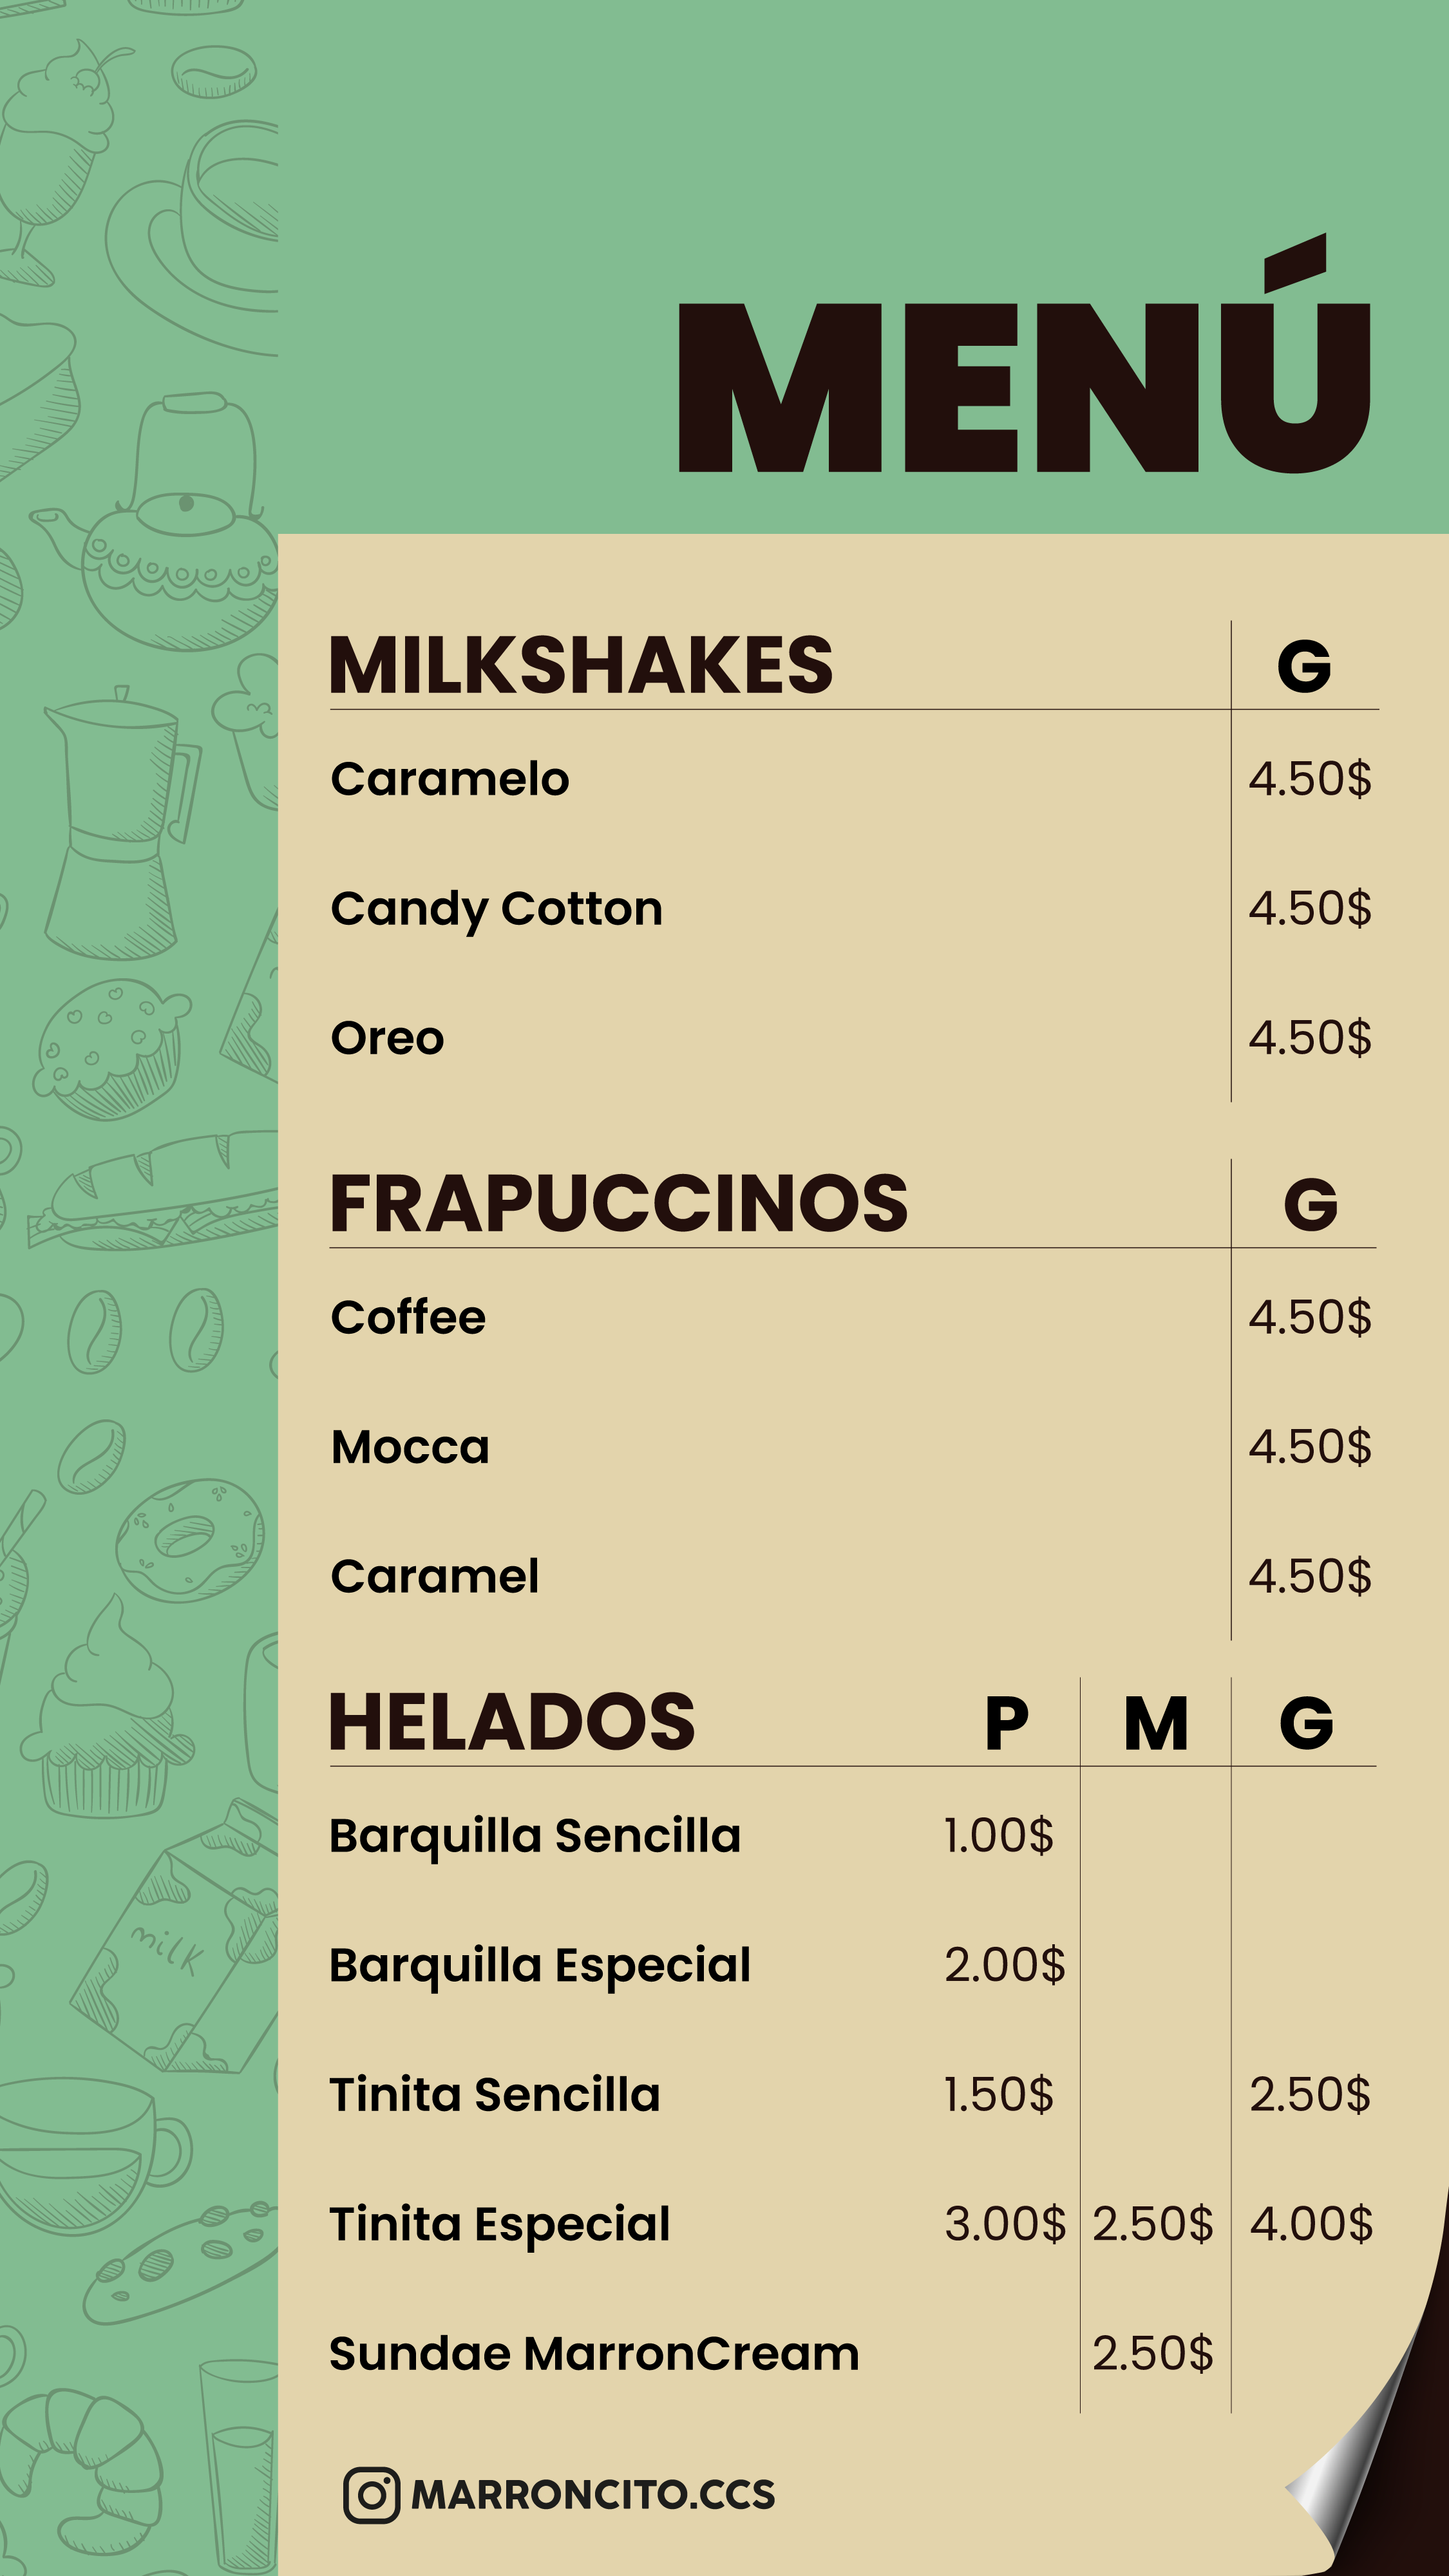 MENÚ
MILKSHAKES G
Caramelo 4.50$
Candy Cotton 4.50$
Oreo 4.50$
FRAPUCCINOS G
Coffee 4.50$
Mocca 4.50$
Caramel 4.50$
HELADOS P M G
Barquilla Sencilla 1.00$
Barquilla Especial 2.00$
Tinita Sencilla 1.50$ 2.50$
Tinita Especial 3.00$ 2.50$ 4.00$
milk
Sundae MarronCream 2.50$
MARRONCITO.CCS